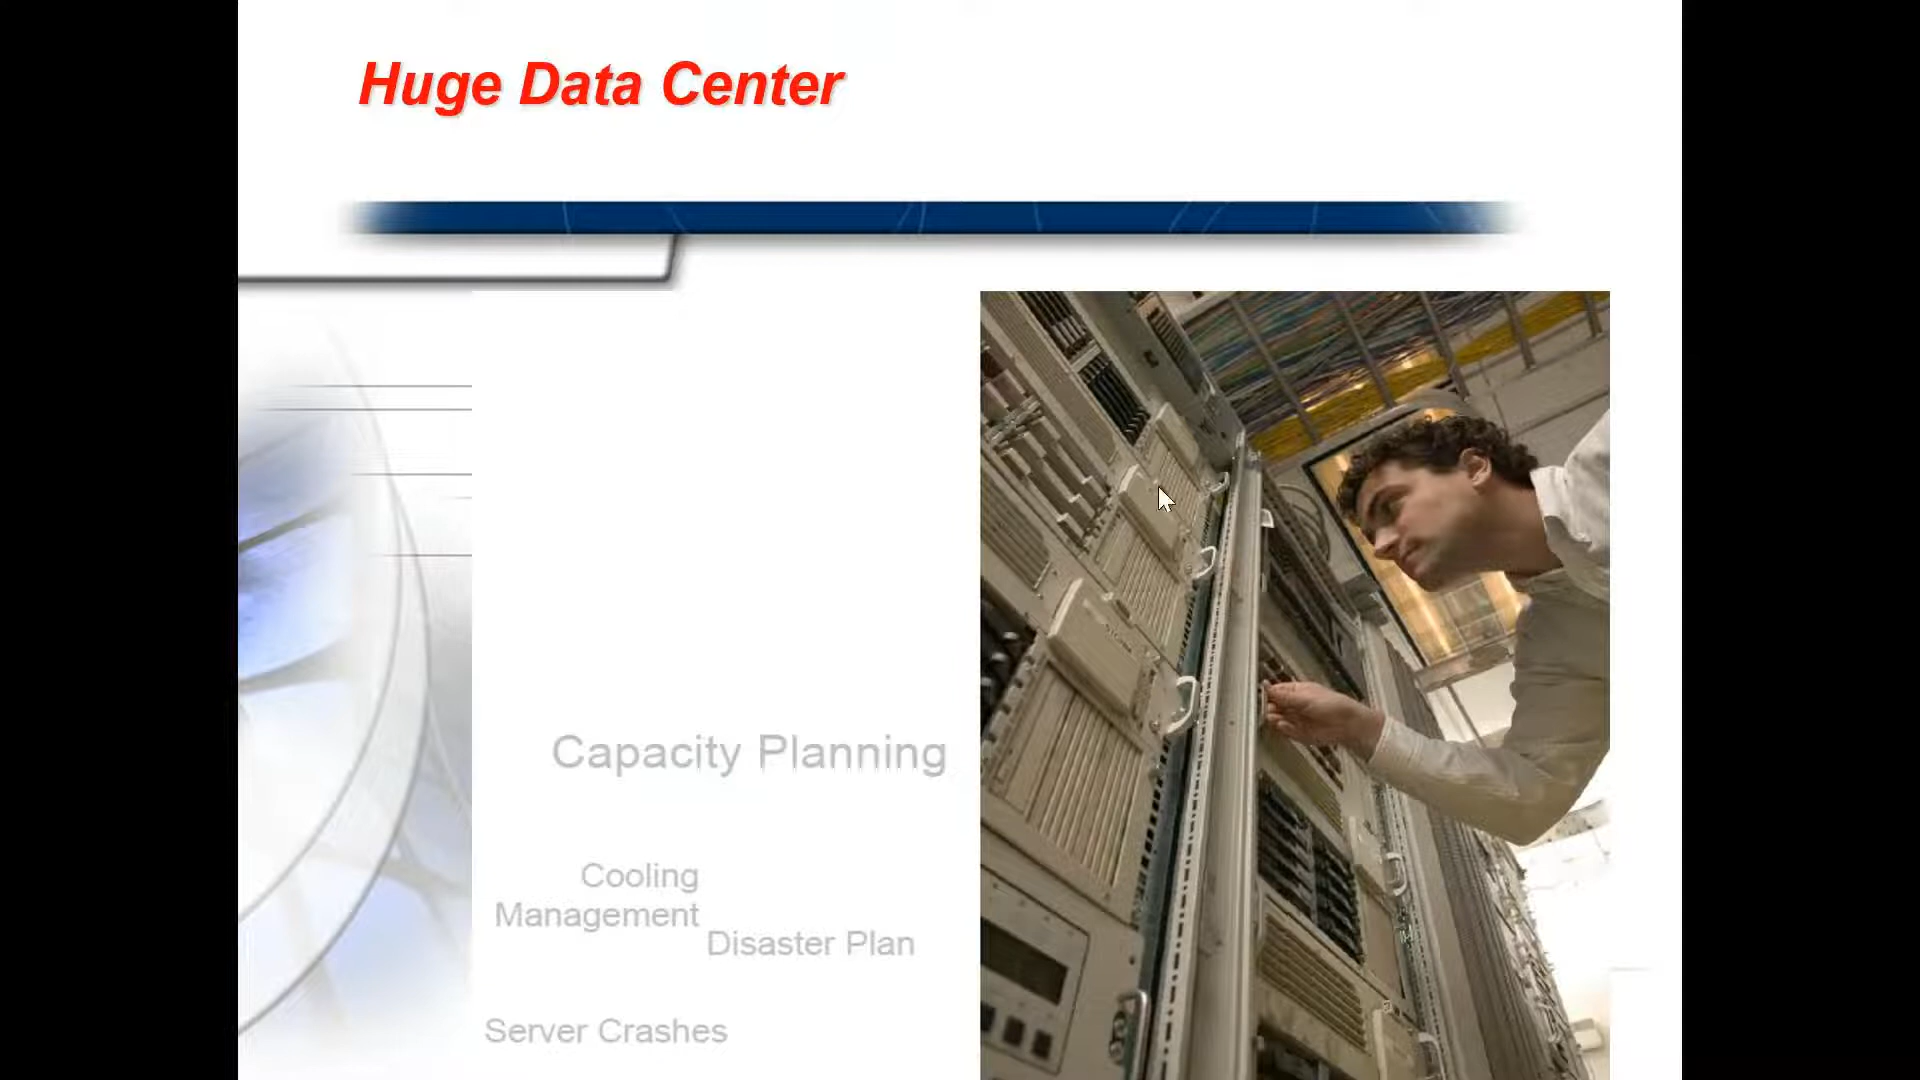 Huge Data Center
Capacity Planning
Cooling
Management
Disaster Plan
Server Crashes